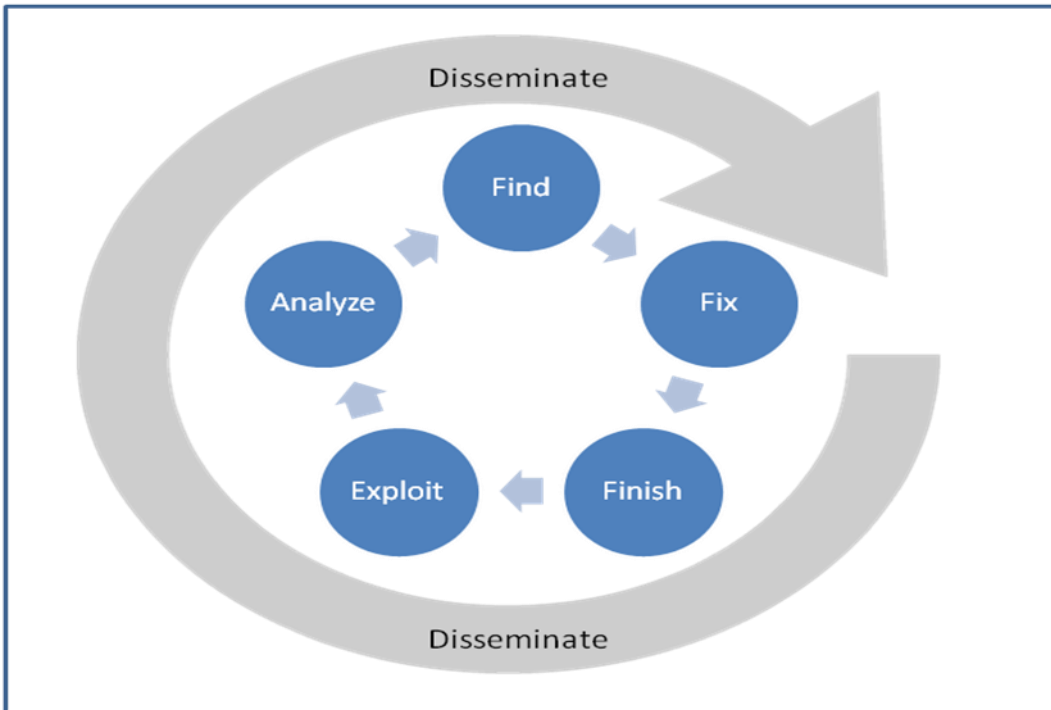 Disseminate
Find
Fix
Finish
Exploit
Analyze
Disseminate